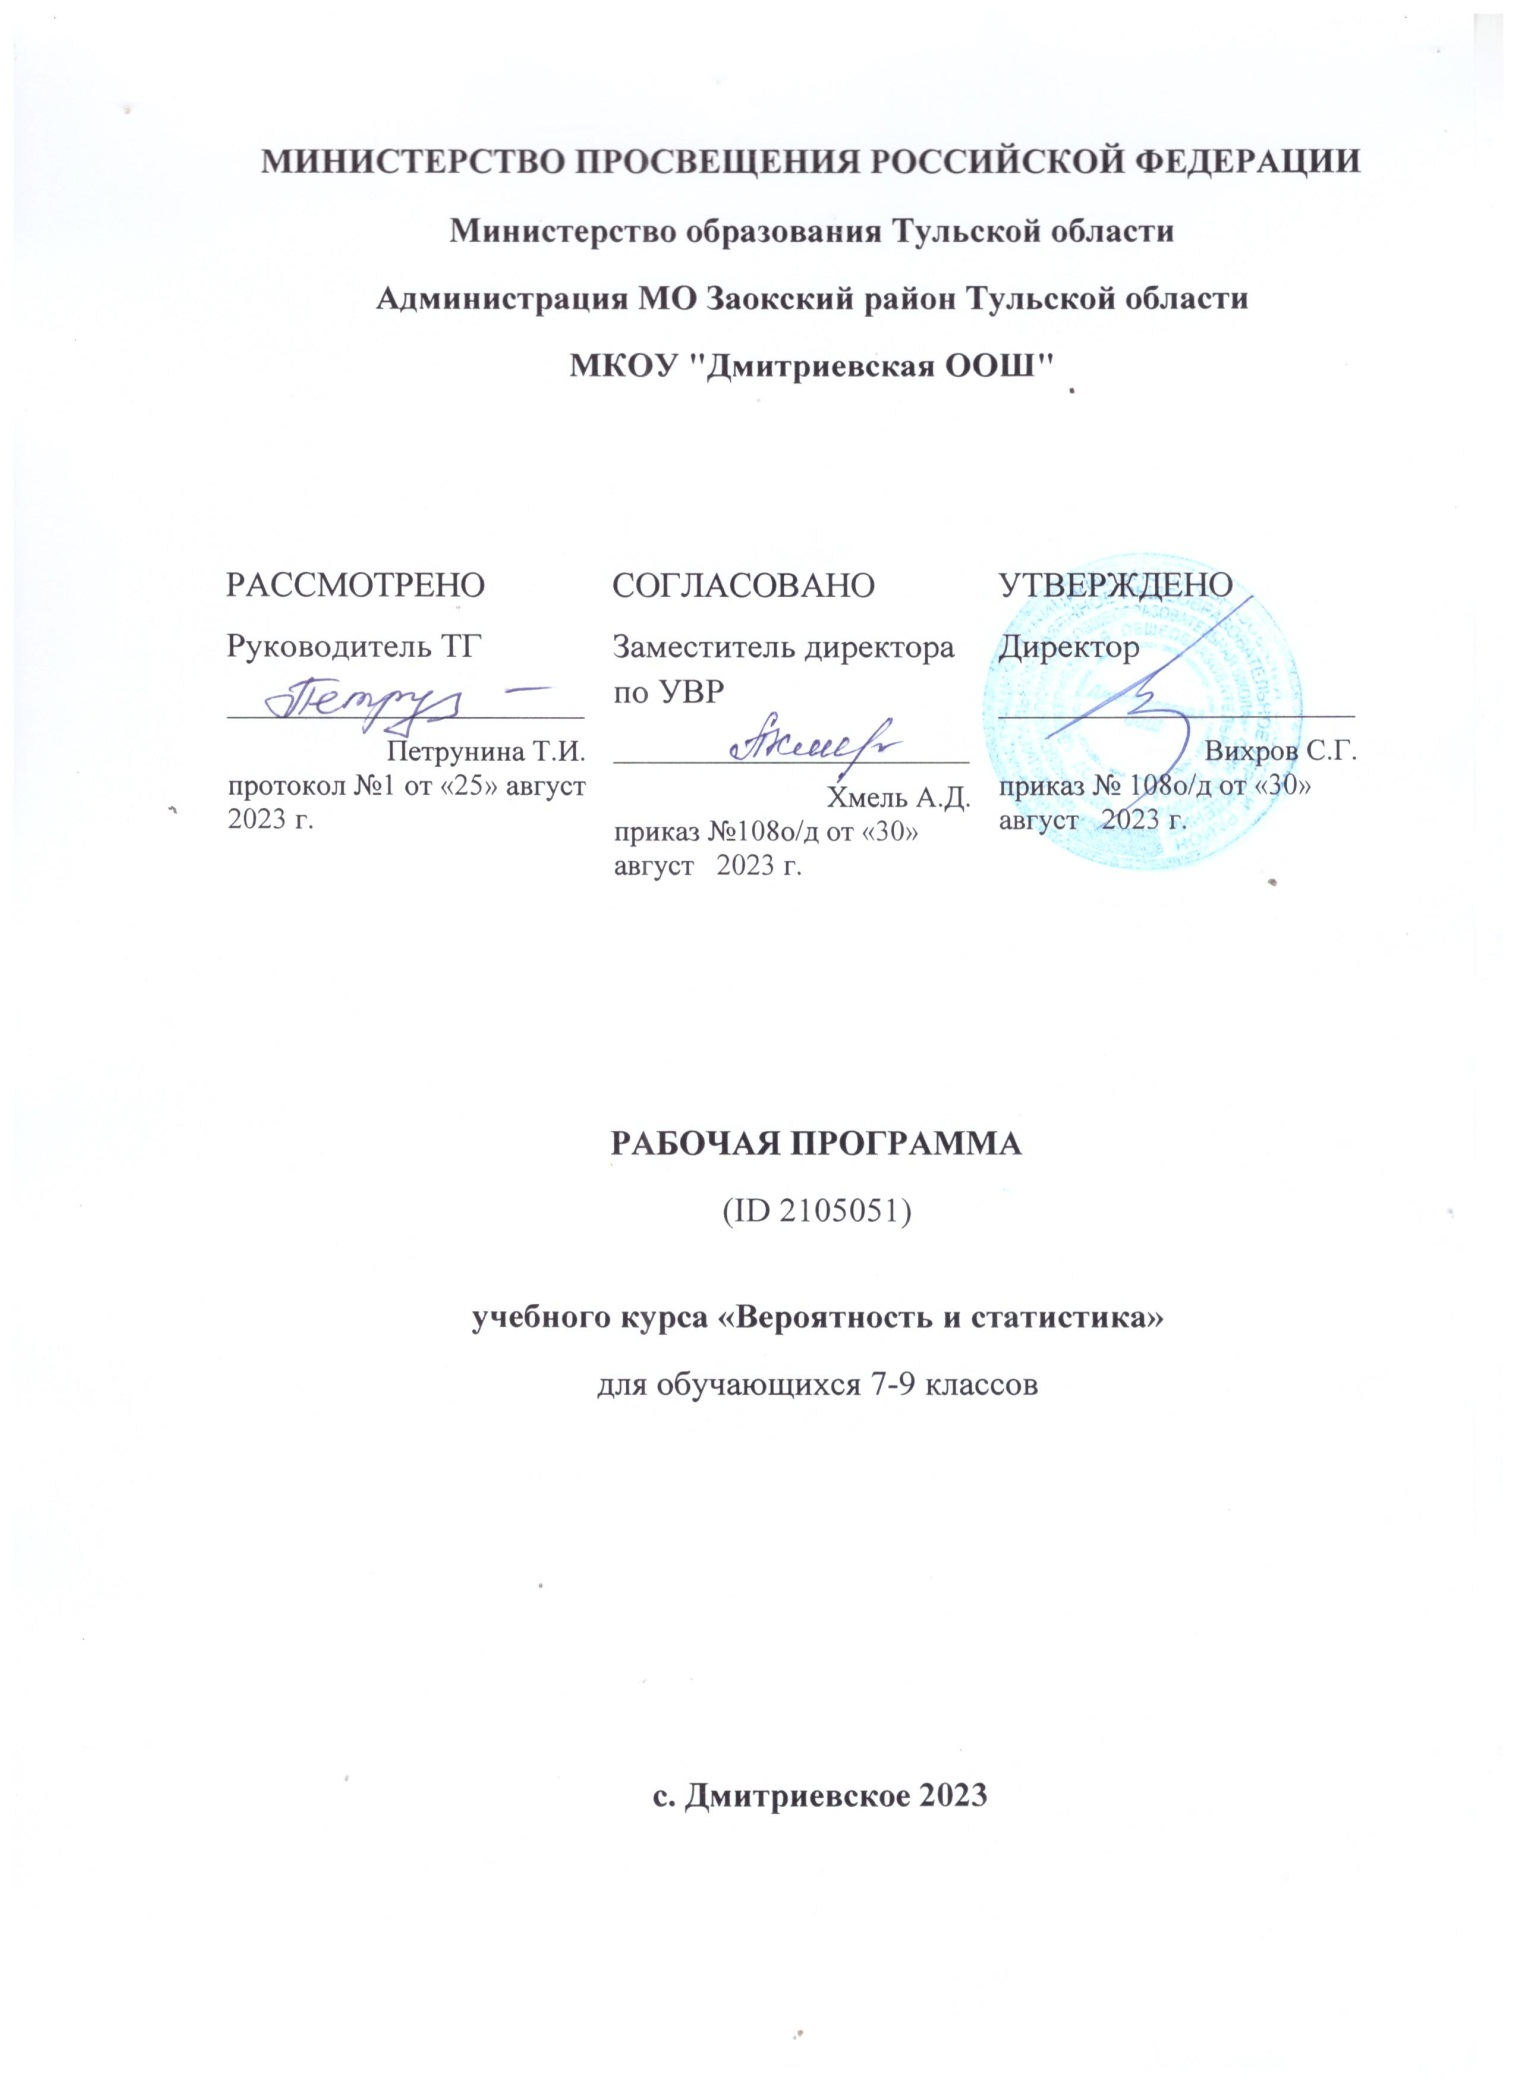 МИНИСТЕРСТВО ПРОСВЕЩЕНИЯ РОССИЙСКОЙ ФЕДЕРАЦИИ
Министерство образования Тульской области
Администрация МО Заокский район Тульской области
МКОУ "Дмитриевская ООШ"
РАССМОТРЕНО
Руководитель ТГ
Петрунина Т.И.
протокол №1 от «25» август
2023 г.
СОГЛАСОВАНО
Заместитель директора
по УВР
Хмель А.Д.
приказ №108о/д от «30»
август 2023 г.
УТВЕРЖДЕНО
Директор
Вихров С.Г.
приказ № 108о/д от «30»
август 2023 г.
РАБОЧАЯ ПРОГРАММА
(ID 2105051)
учебного курса «Вероятность и статистика»
для обучающихся 7-9 классов
с. Дмитриевское 2023